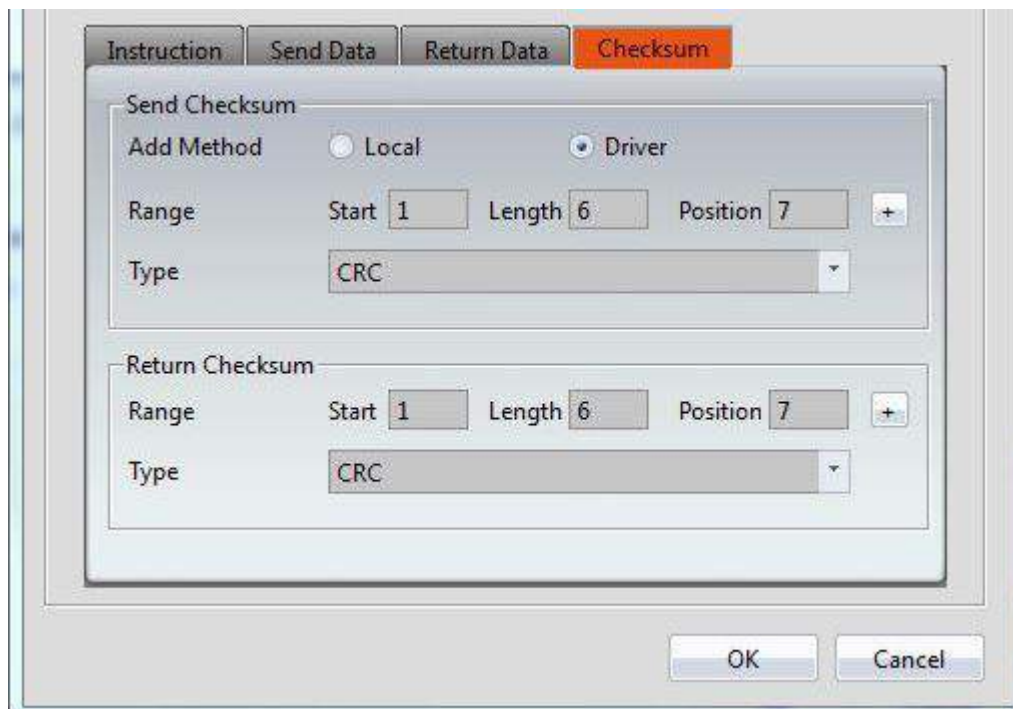 Instruction Send Data Return Data Checksum
Send Checksum
Add Method Local Driver
Range Start 1 Length 6 Position 7 +
Type CRC
Return Checksum
Range Start 1 Length 6 Position 7 +
Type CRC
OK Cancel